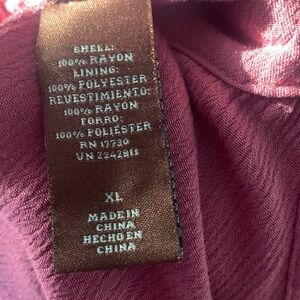 SHELL:
100% RAYON
LINING:
100% POLYESTER
REVESTIMIENTO:
100% RAYON
FORRO:
100% POLIÉSTER
RN 17730
UN 2242811
XL
MADE IN
CHINA
HECHO EN
CHINA